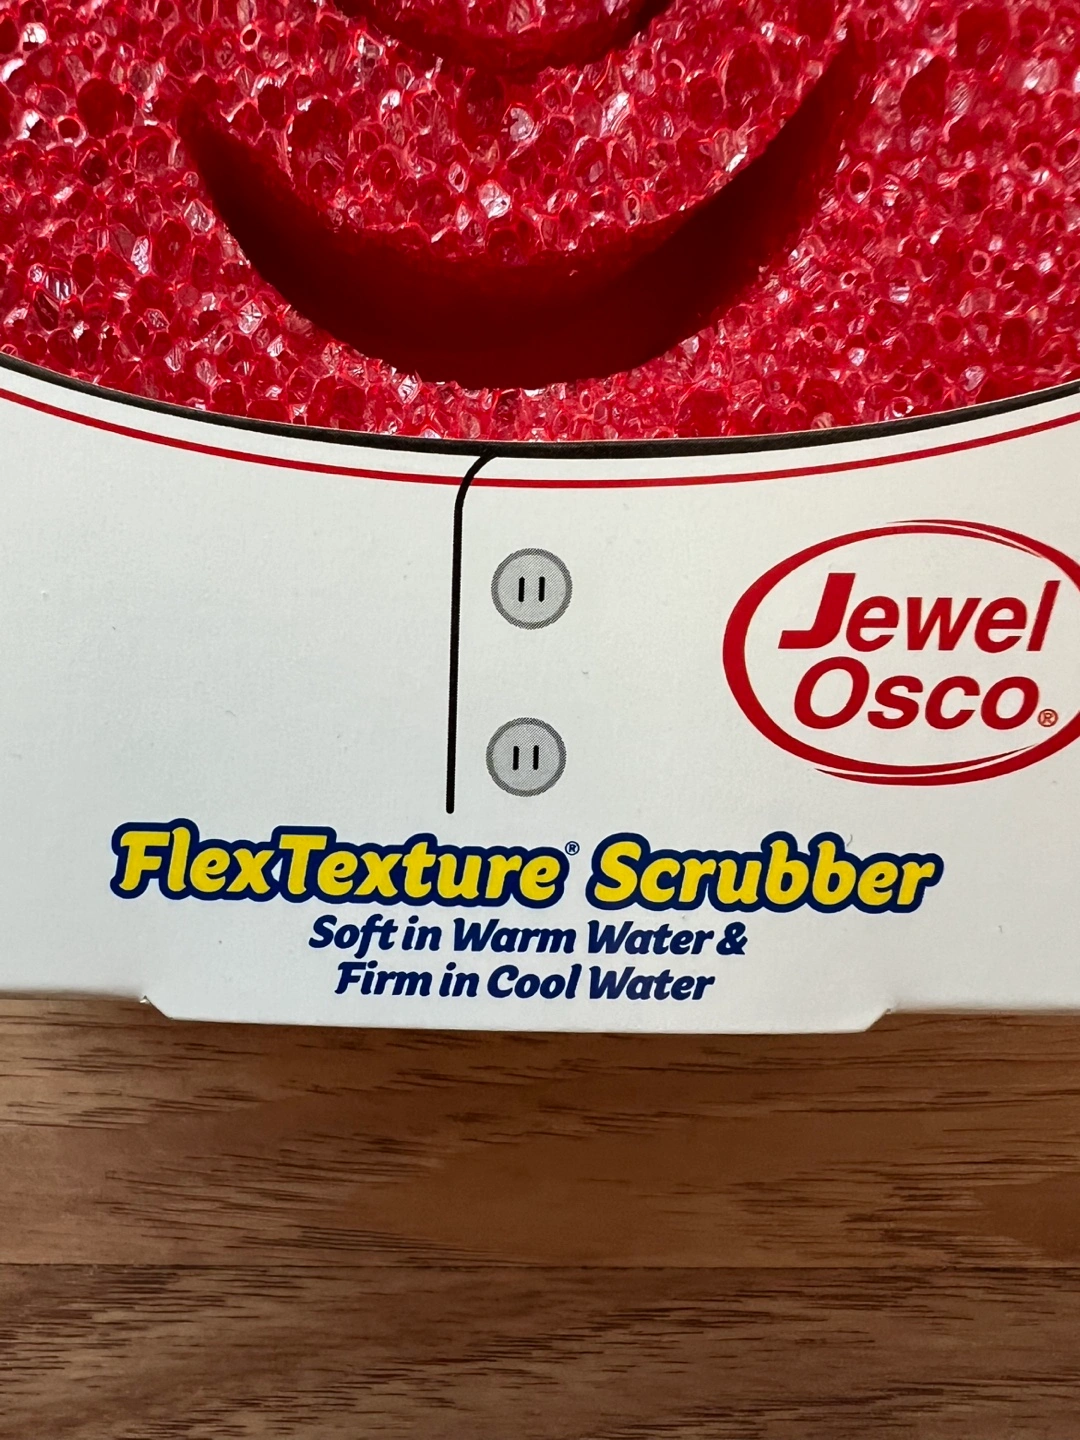 Jewel
Osco®
FlexTexture® Scrubber
Soft in Warm Water &
Firm in Cool Water